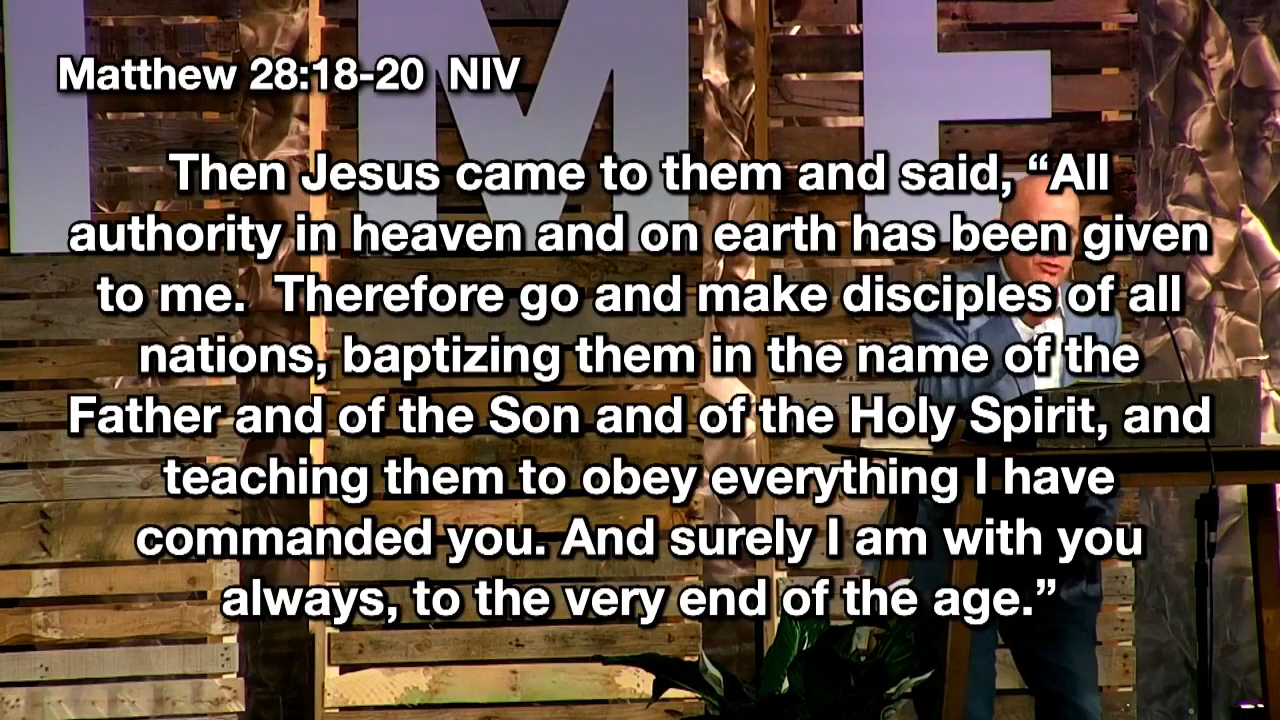 IME
Matthew 28:18-20 NIV
Then Jesus came to them and said, “All
authority in heaven and on earth has been given
to me. Therefore go and make disciples of all
nations, baptizing them in the name of the
Father and of the Son and of the Holy Spirit, and
teaching them to obey everything I have
commanded you. And surely I am with you
always, to the very end of the age.”